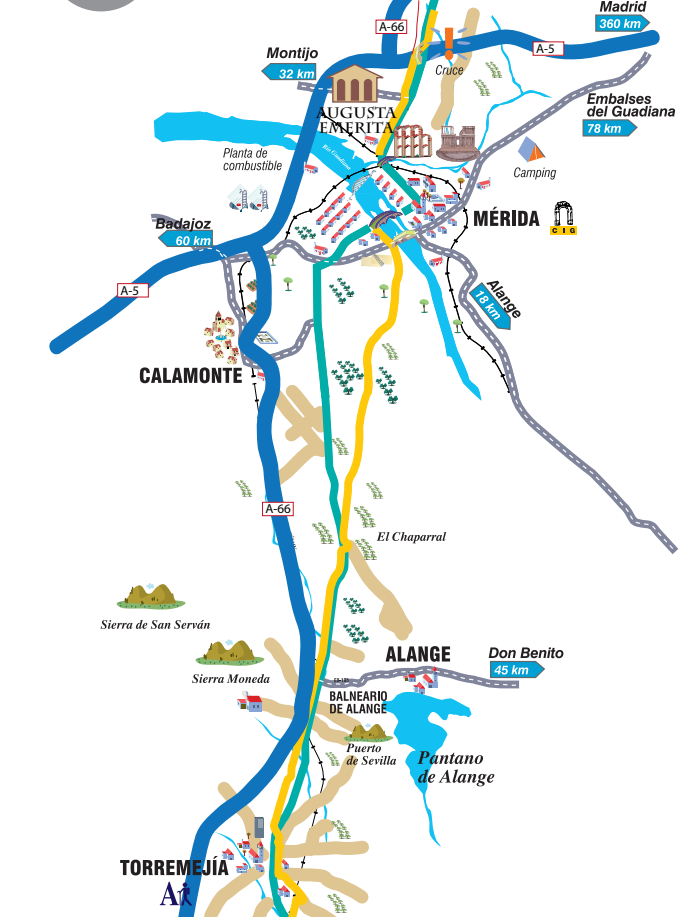 Madrid
360 km
A-66
A-5
Montijo
32 km
Cruce
Embalses
del Guadiana
78 km
AUGUSTA
EMERITA
Río Guadiana
Planta de
combustible
Camping
Badajoz
60 km
MÉRIDA
CIG
A-5
Alange
18 km
CALAMONTE
A-66
El Chaparral
Sierra de San Serván
Sierra Moneda
ALANGE
Don Benito
45 km
BALNEARIO
DE ALANGE
Puerto
de Sevilla
Pantano
de Alange
TORREMEJÍA
A